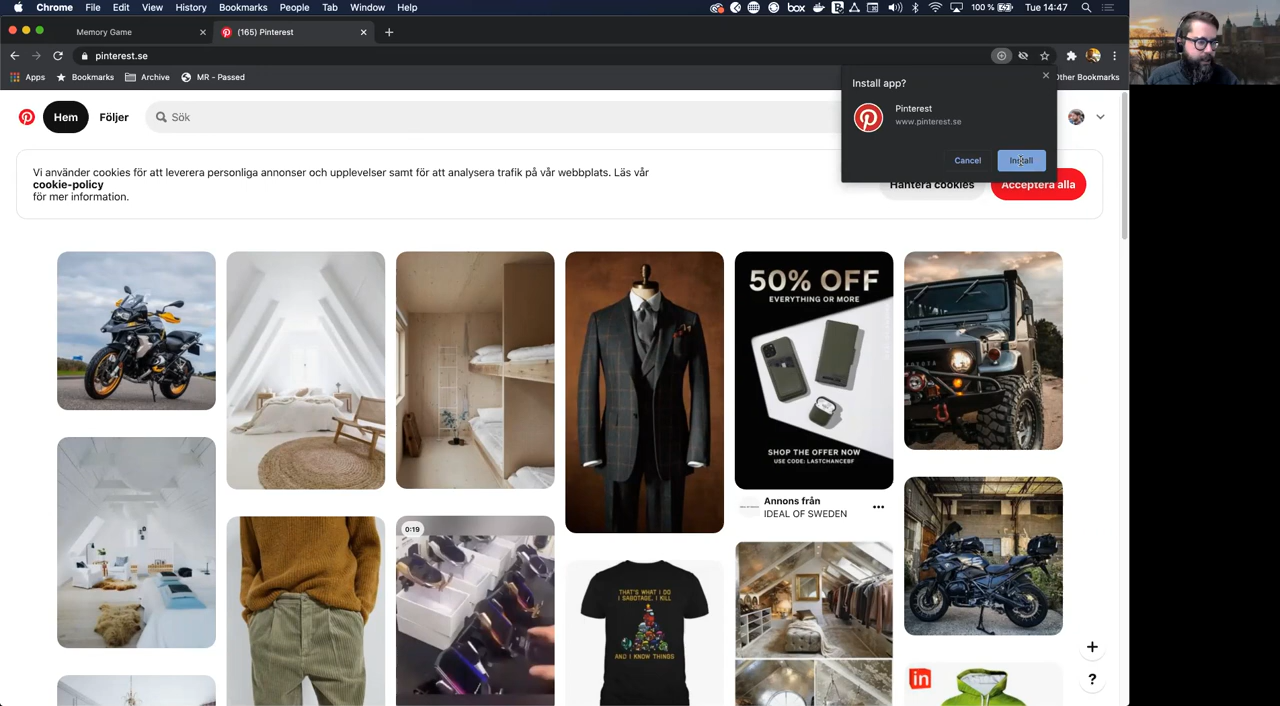 Chrome File Edit View History Bookmarks People Tab Window Help
box 100 % Tue 14:47
Memory Game
(165) Pinterest
pinterest.se
Apps Bookmarks Archive MR - Passed Other Bookmarks
Install app?
Pinterest
www.pinterest.se
Cancel Install
Hem Följer Sök
Vi använder cookies för att leverera personliga annonser och upplevelser samt för att analysera trafik på vår webbplats. Läs vår
cookie-policy
för mer information.
Hantera cookies Acceptera alla
50% OFF
EVERYTHING OR MORE
SHOP THE OFFER NOW
USE CODE: LASTCHANCEBF
Annons från
IDEAL OF SWEDEN
TOYOTA
0:19
THAT'S WHAT I DO
I SABOTAGE, I KILL
AND I KNOW THINGS
in
+
?